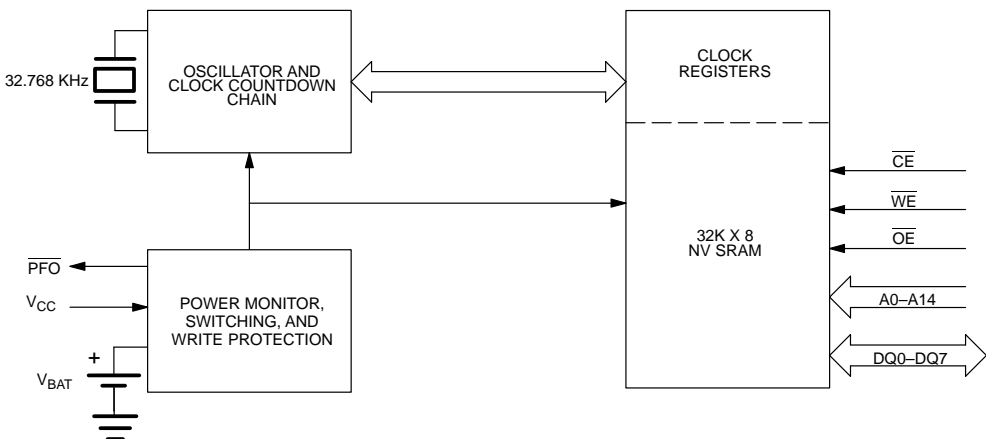 32.768 KHz
OSCILLATOR AND
CLOCK COUNTDOWN
CHAIN
CLOCK
REGISTERS
CE
WE
OE
32K X 8
NV SRAM
A0–A14
DQ0–DQ7
PFO
VCC
POWER MONITOR,
SWITCHING, AND
WRITE PROTECTION
+
VBAT